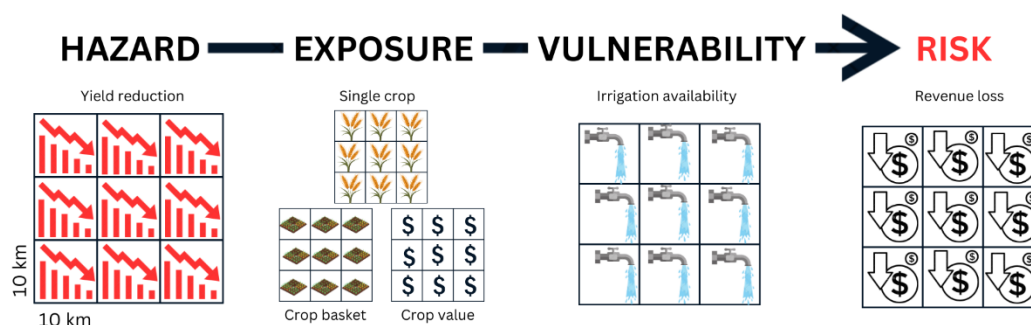 HAZARD EXPOSURE VULNERABILITY RISK
Yield reduction
Single crop
Irrigation availability
Revenue loss
10 km
10 km
Crop basket
Crop value
$ $ $
$ $ $
$ $ $
$ $ $ $ $ $
$ $ $ $ $ $
$ $ $ $ $ $